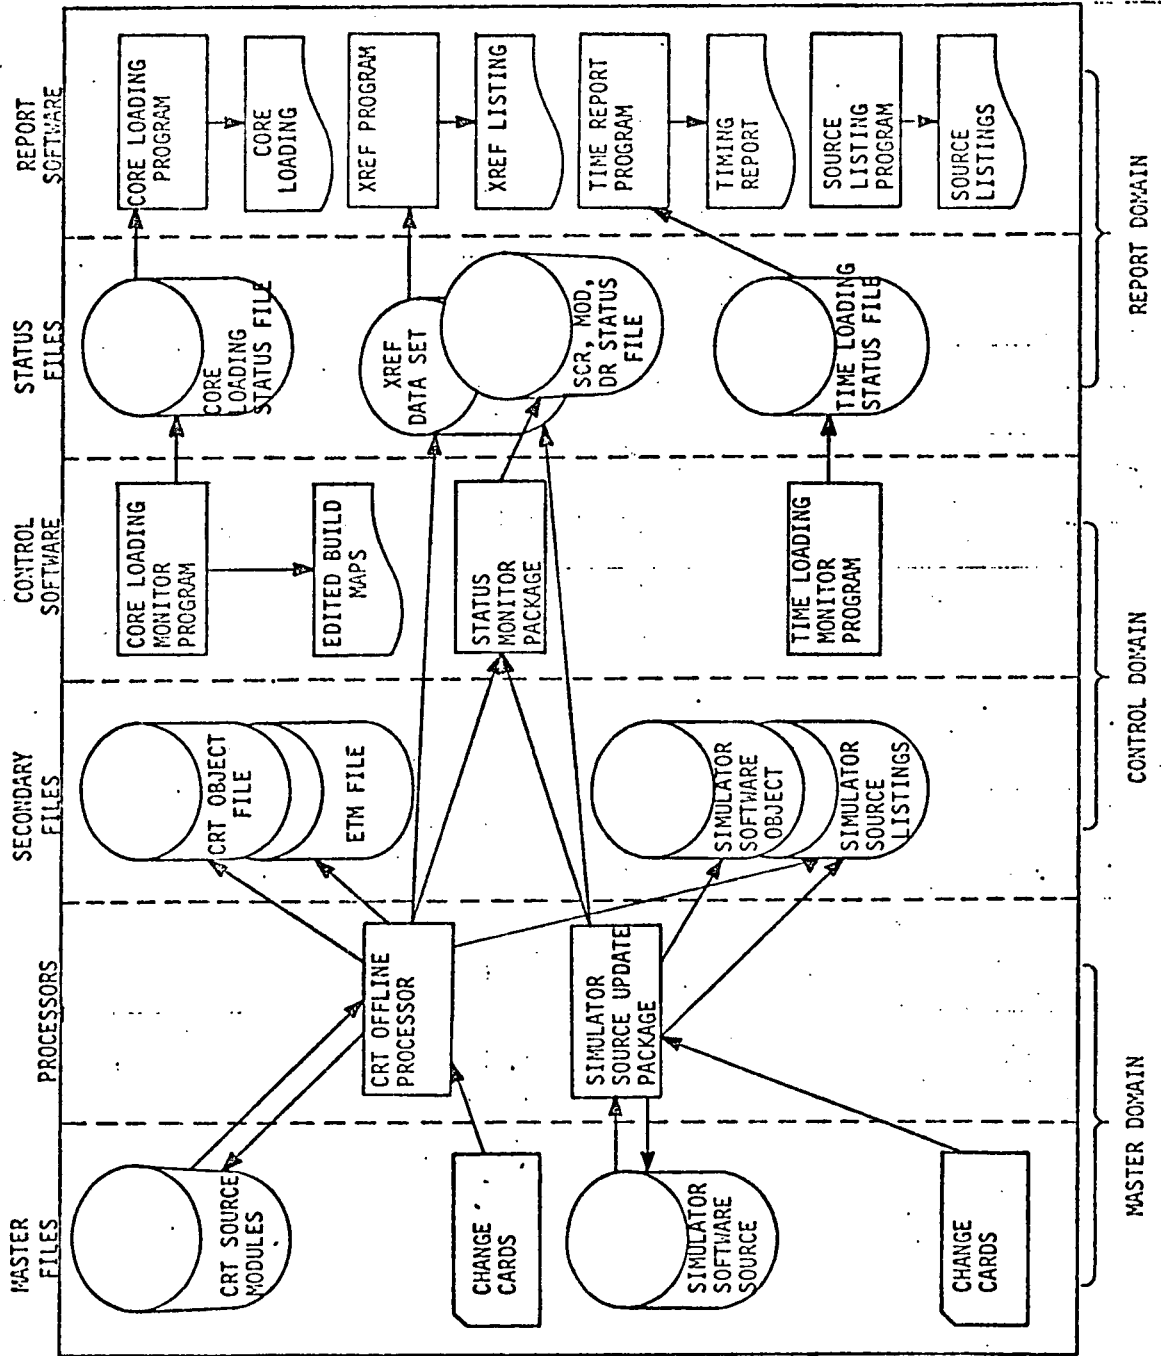 MASTER
FILES
PROCESSORS
SECONDARY
FILES
CONTROL
SOFTWARE
STATUS
FILES
REPORT
SOFTWARE
CRT SOURCE
MODULES
CHANGE
CARDS
SIMULATOR
SOFTWARE
SOURCE
CHANGE
CARDS
CRT OFFLINE
PROCESSOR
SIMULATOR
SOURCE UPDATE
PACKAGE
CRT OBJECT
FILE
ETM FILE
SIMULATOR
SOFTWARE
OBJECT
SIMULATOR
SOURCE
LISTINGS
CORE LOADING
MONITOR
PROGRAM
EDITED BUILD
MAPS
STATUS
MONITOR
PACKAGE
TIME LOADING
MONITOR
PROGRAM
CORE
LOADING
STATUS FILE
XREF
DATA SET
SCR, MOD,
DR STATUS
FILE
TIME LOADING
STATUS FILE
CORE LOADING
PROGRAM
CORE
LOADING
XREF PROGRAM
XREF LISTING
TIME REPORT
PROGRAM
TIMING
REPORT
SOURCE
LISTING
PROGRAM
SOURCE
LISTINGS
MASTER DOMAIN
CONTROL DOMAIN
REPORT DOMAIN